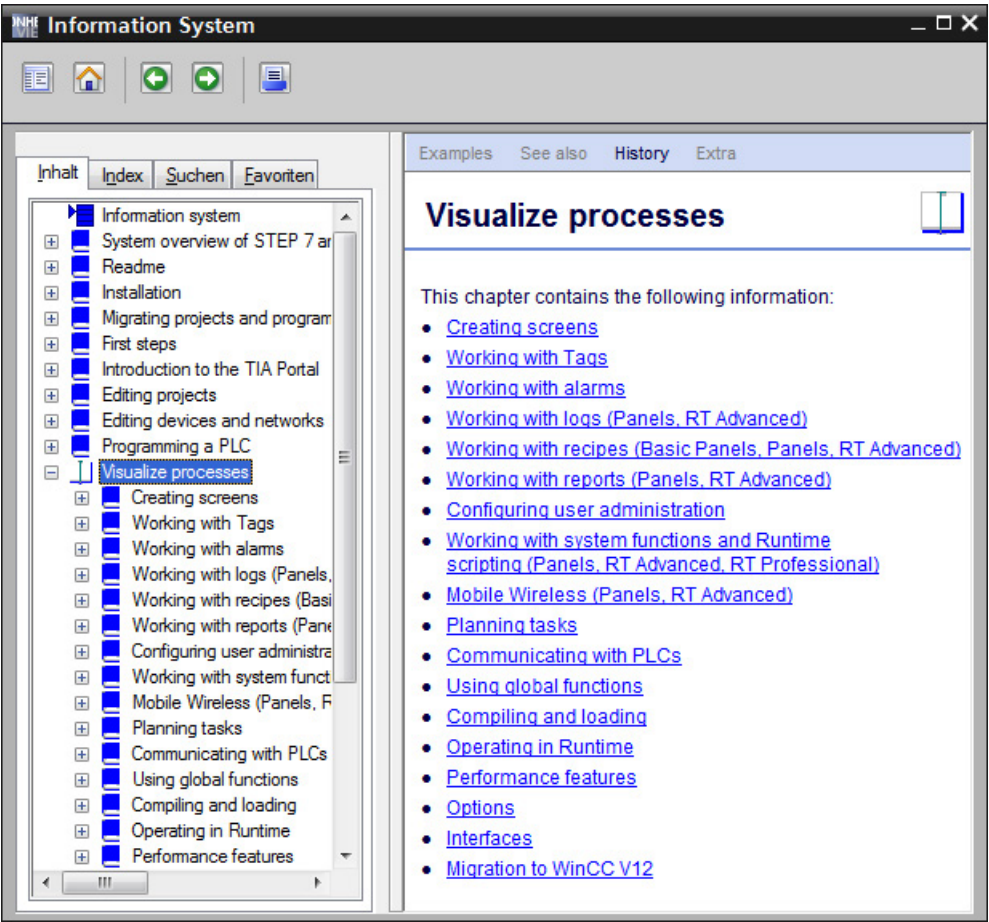 Information System
Inhalt Index Suchen Favoriten
Information system
System overview of STEP 7 ar
Readme
Installation
Migrating projects and program
First steps
Introduction to the TIA Portal
Editing projects
Editing devices and networks
Programming a PLC
Visualize processes
Creating screens
Working with Tags
Working with alarms
Working with logs (Panels,
Working with recipes (Basi
Working with reports (Pane
Configuring user administra
Working with system funct
Mobile Wireless (Panels, R
Planning tasks
Communicating with PLCs
Using global functions
Compiling and loading
Operating in Runtime
Performance features
Examples See also History Extra
Visualize processes
This chapter contains the following information:
• Creating screens
• Working with Tags
• Working with alarms
• Working with logs (Panels, RT Advanced)
• Working with recipes (Basic Panels, Panels, RT Advanced)
• Working with reports (Panels, RT Advanced)
• Configuring user administration
• Working with system functions and Runtime
scripting (Panels, RT Advanced, RT Professional)
• Mobile Wireless (Panels, RT Advanced)
• Planning tasks
• Communicating with PLCs
• Using global functions
• Compiling and loading
• Operating in Runtime
• Performance features
• Options
• Interfaces
• Migration to WinCC V12